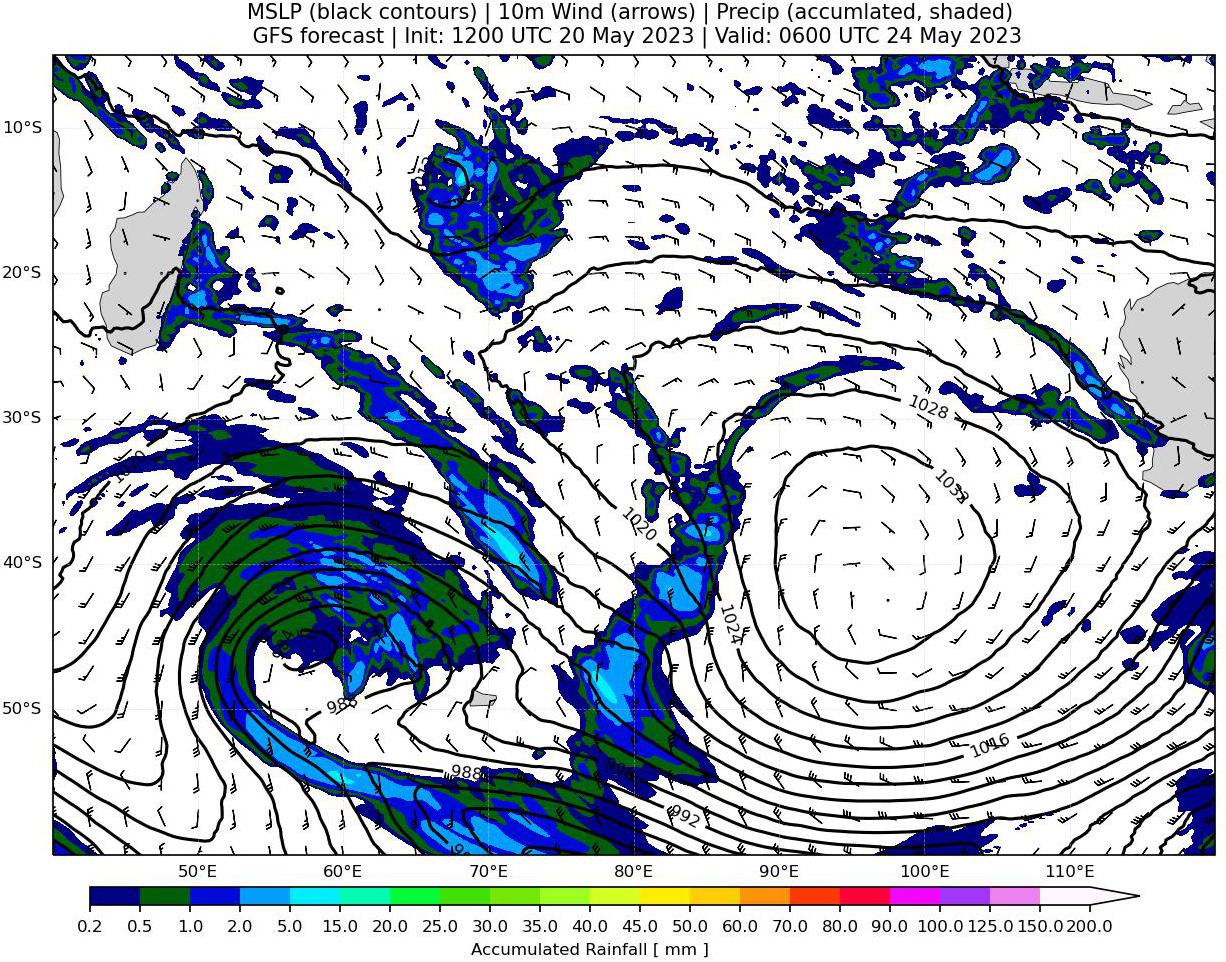 MSLP (black contours) | 10m Wind (arrows) | Precip (accumlated, shaded)
GFS forecast | Init: 1200 UTC 20 May 2023 | Valid: 0600 UTC 24 May 2023
10°S
20°S
30°S
1028
1032
1020
40°S
1024
988
50°S
1016
988
992
50°E 60°E 70°E 80°E 90°E 100°E 110°E
0.2 0.5 1.0 2.0 5.0 10.0 15.0 20.0 25.0 30.0 35.0 40.0 45.0 50.0 60.0 70.0 80.0 90.0 100.0 125.0 150.0 200.0
Accumulated Rainfall [ mm ]